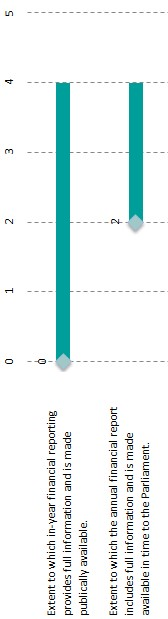 5
4
3
2
1
0
0
2
Extent to which in-year financial reporting
provides full information and is made
publically available.
Extent to which the annual financial report
includes full information and is made
available in time to the Parliament.